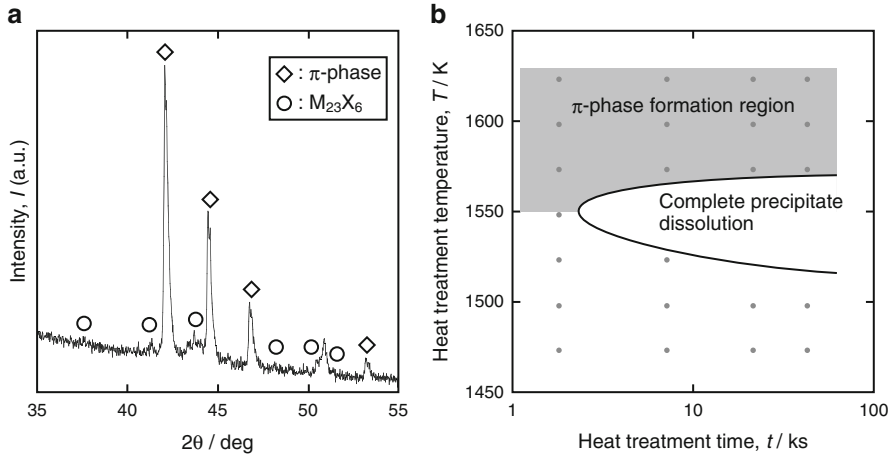 a
Intensity, I (a.u.)
◇ : π-phase
○ : M23X6
35 40 45 50 55
2θ / deg
b
Heat treatment temperature, T / K
1650
1600
1550
1500
1450
π-phase formation region
Complete precipitate
dissolution
1 10 100
Heat treatment time, t / ks